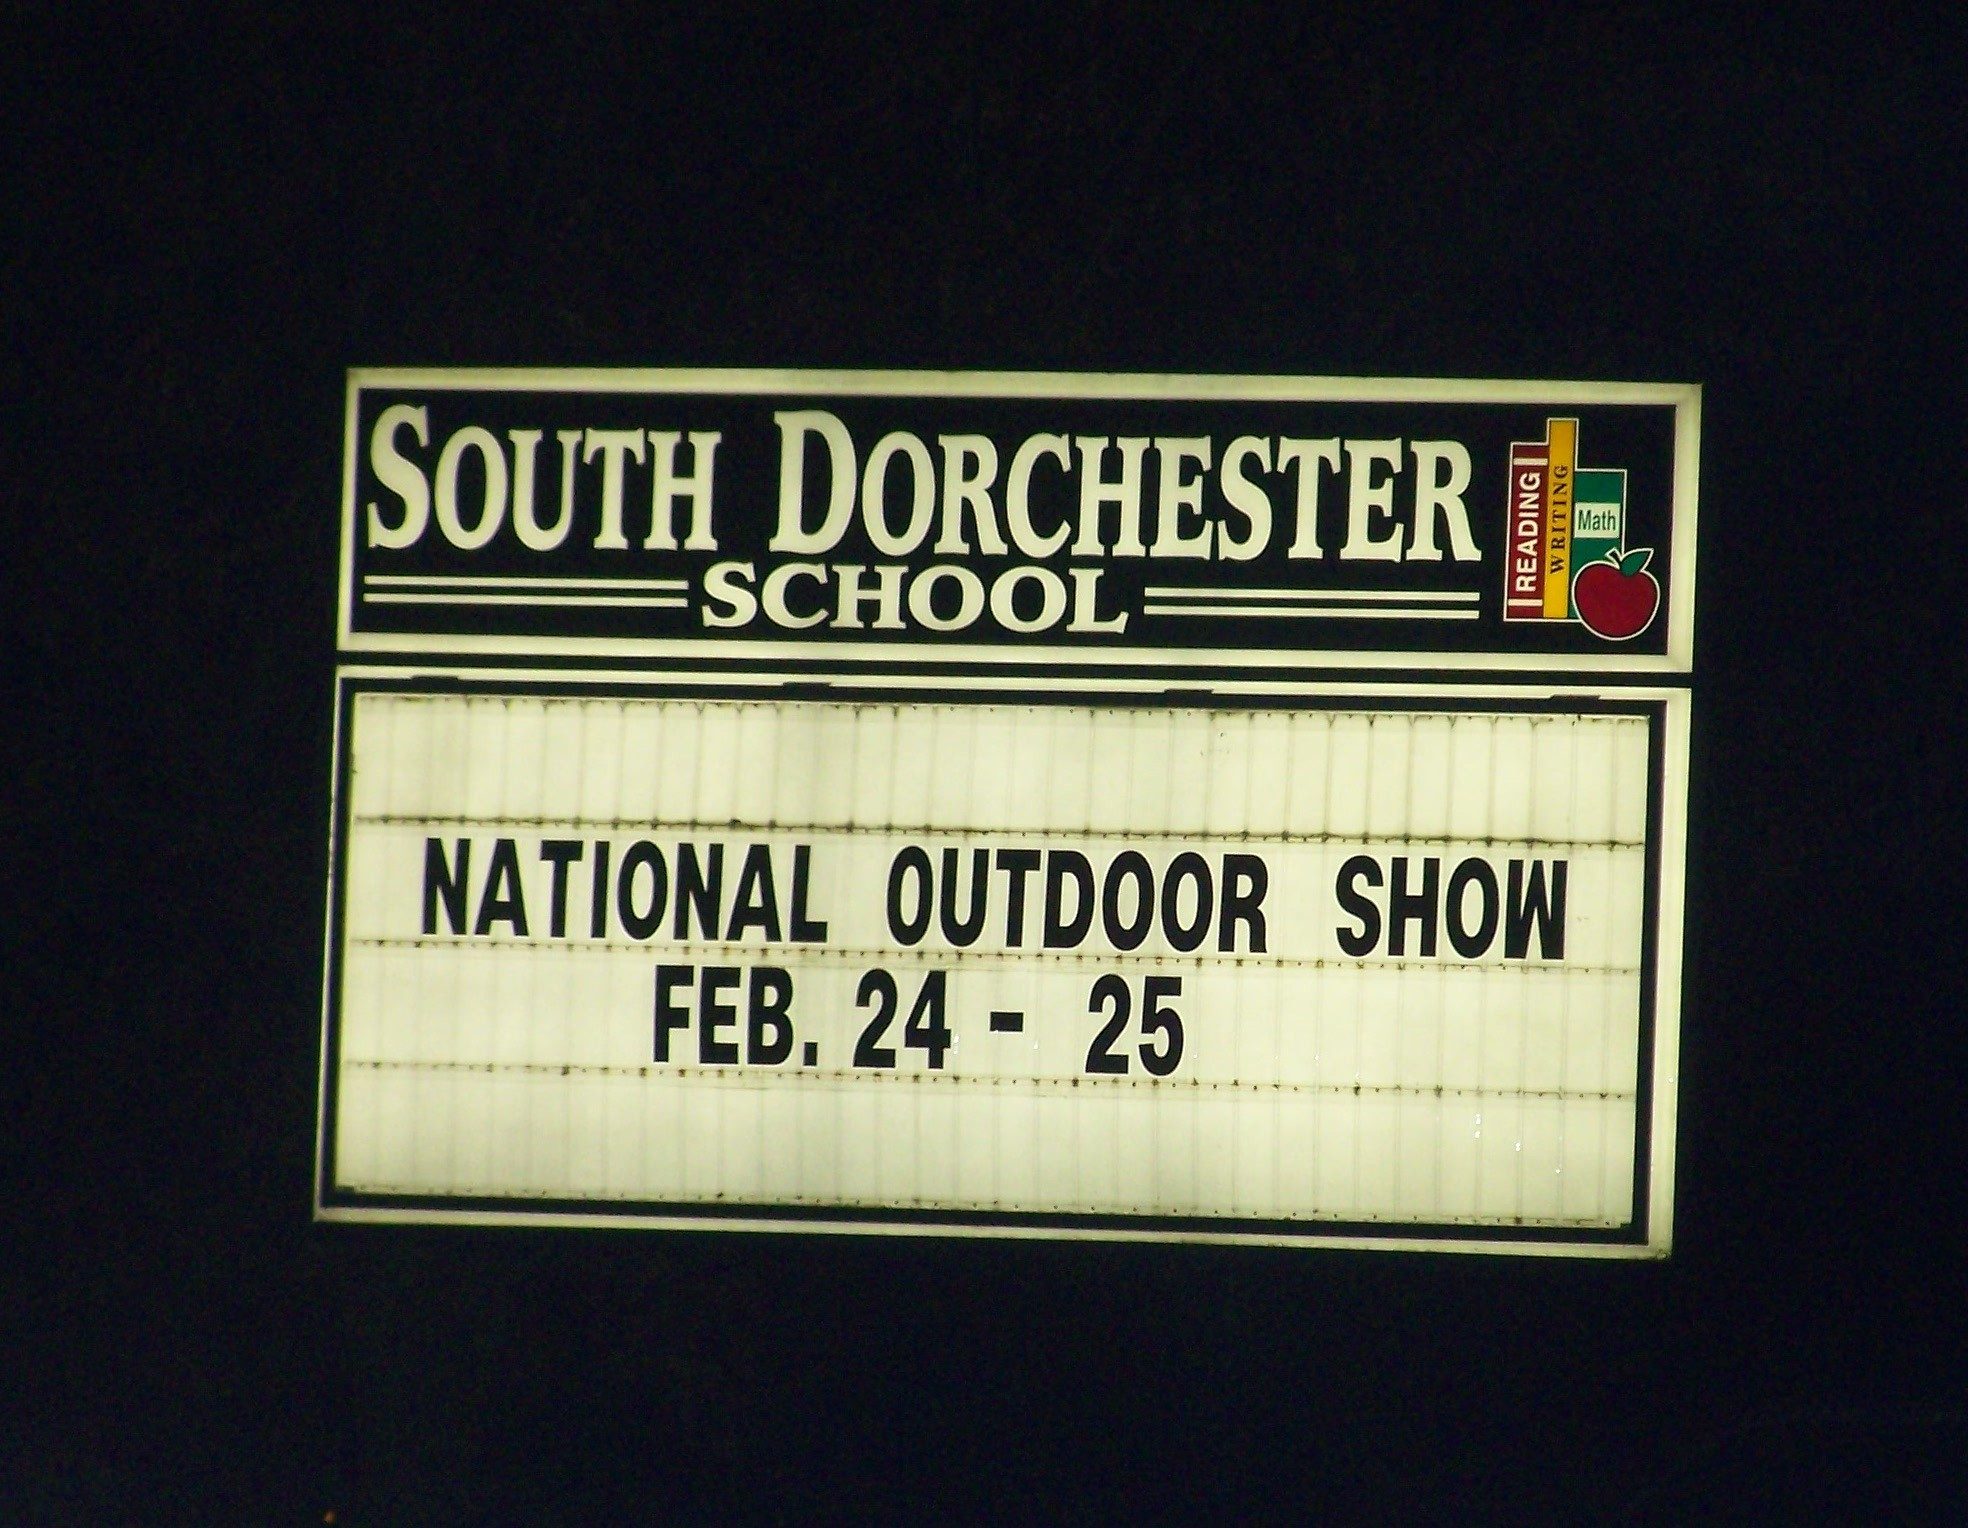 SOUTH DORCHESTER
SCHOOL
READING
WRITING
Math
NATIONAL OUTDOOR SHOW
FEB. 24 - 25